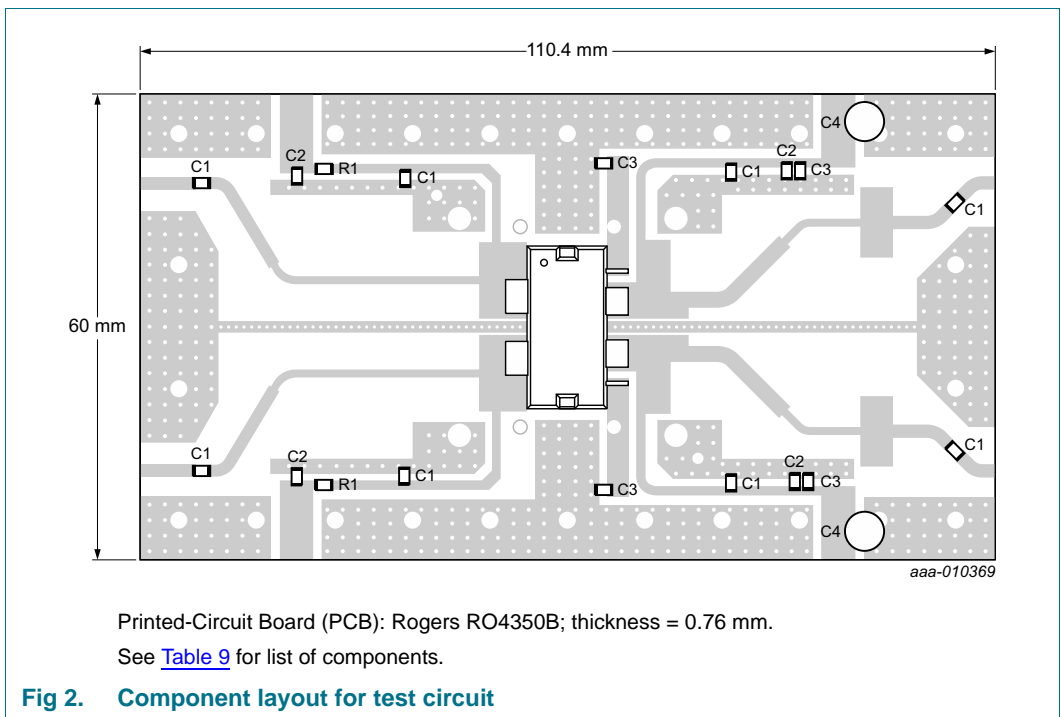 110.4 mm
C4
C2
C3
C2
C1
R1
C1
C1
C3
C1
60 mm
C1
C2
C2
C1
R1
C1
C3
C1
C3
C4
aaa-010369
Printed-Circuit Board (PCB): Rogers RO4350B; thickness = 0.76 mm.
See Table 9 for list of components.
Fig 2. Component layout for test circuit